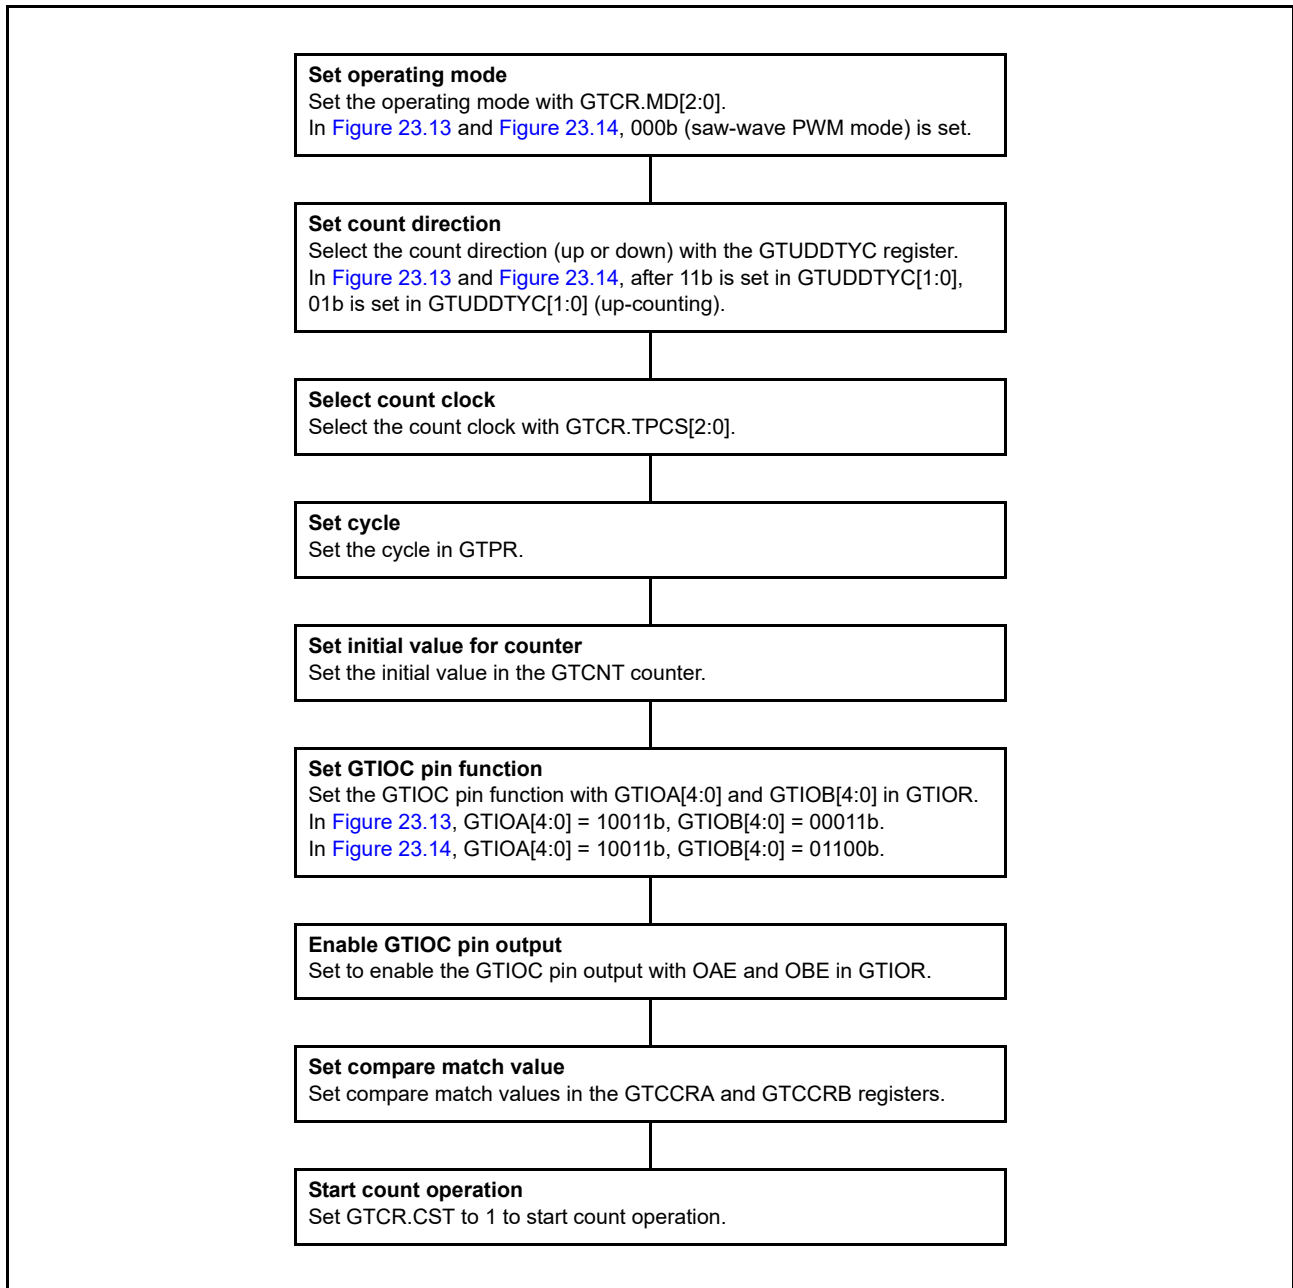 Set operating mode
Set the operating mode with GTCR.MD[2:0].
In Figure 23.13 and Figure 23.14, 000b (saw-wave PWM mode) is set.
Set count direction
Select the count direction (up or down) with the GTUDDTYC register.
In Figure 23.13 and Figure 23.14, after 11b is set in GTUDDTYC[1:0],
01b is set in GTUDDTYC[1:0] (up-counting).
Select count clock
Select the count clock with GTCR.TPCS[2:0].
Set cycle
Set the cycle in GTPR.
Set initial value for counter
Set the initial value in the GTCNT counter.
Set GTIOC pin function
Set the GTIOC pin function with GTIOA[4:0] and GTIOB[4:0] in GTIOR.
In Figure 23.13, GTIOA[4:0] = 10011b, GTIOB[4:0] = 00011b.
In Figure 23.14, GTIOA[4:0] = 10011b, GTIOB[4:0] = 01100b.
Enable GTIOC pin output
Set to enable the GTIOC pin output with OAE and OBE in GTIOR.
Set compare match value
Set compare match values in the GTCCRA and GTCCRB registers.
Start count operation
Set GTCR.CST to 1 to start count operation.